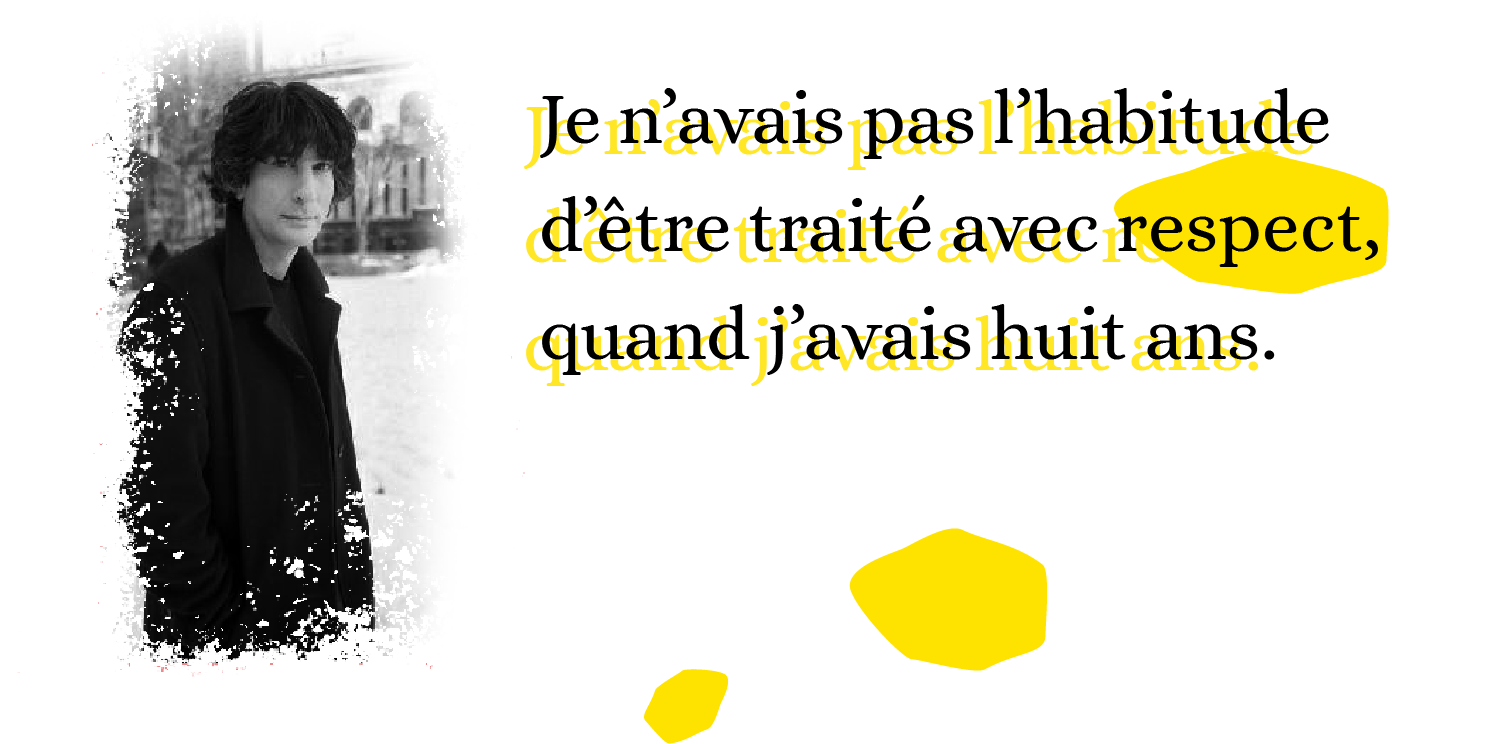 Je n’avais pas l’habitude
d’être traité avec respect,
quand j’avais huit ans.